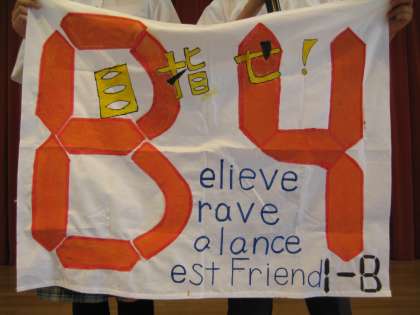 目指せ!
B4
elieve
rave
alance
est Friend
1-B